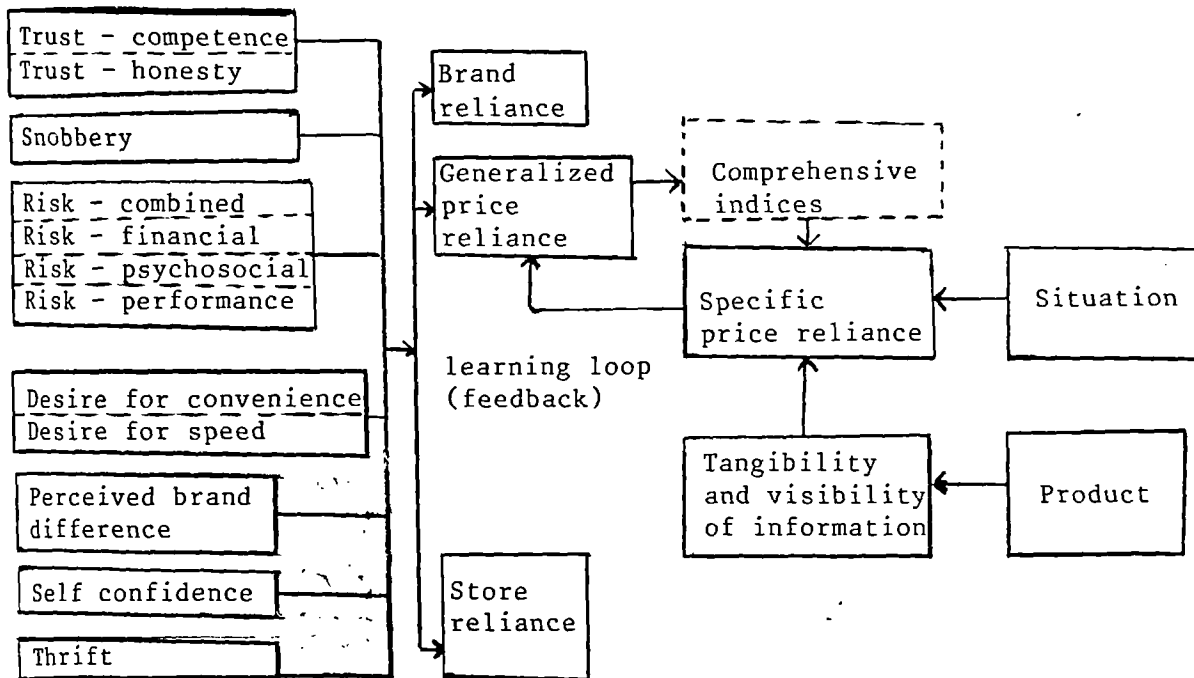 Trust - competence
Trust - honesty
Snobbery
Risk - combined
Risk - financial
Risk - psychosocial
Risk - performance
Desire for convenience
Desire for speed
Perceived brand
difference
Self confidence
Thrift
Brand
reliance
Generalized
price
reliance
learning loop
(feedback)
Store
reliance
Comprehensive
indices
Specific
price reliance
Tangibility
and visibility
of information
Situation
Product